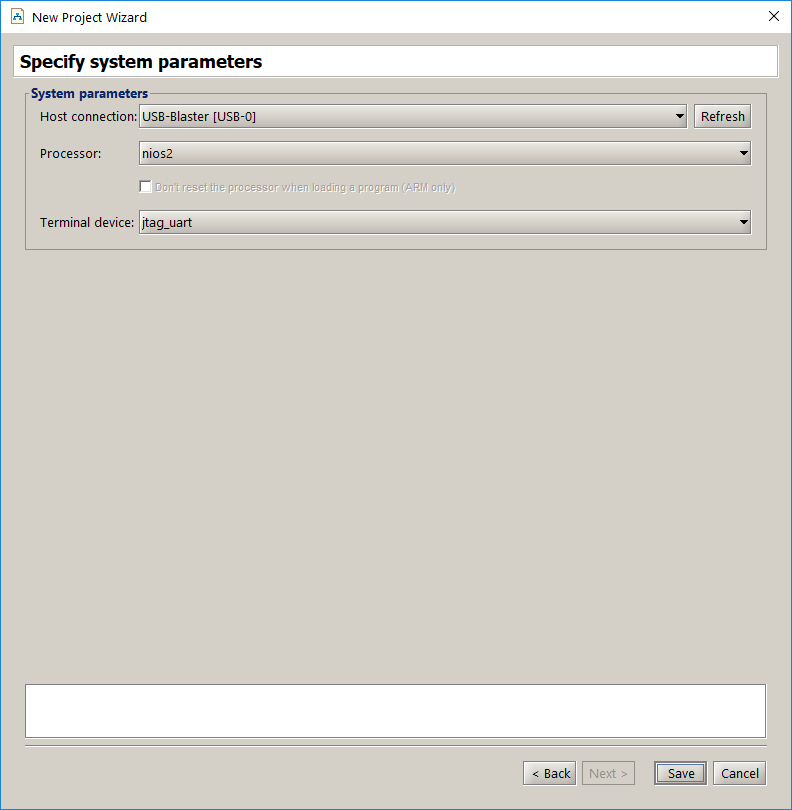 New Project Wizard
Specify system parameters
System parameters
Host connection: USB-Blaster [USB-0] Refresh
Processor: nios2
Don't reset the processor when loading a program (ARM only)
Terminal device: jtag_uart
< Back Next > Save Cancel